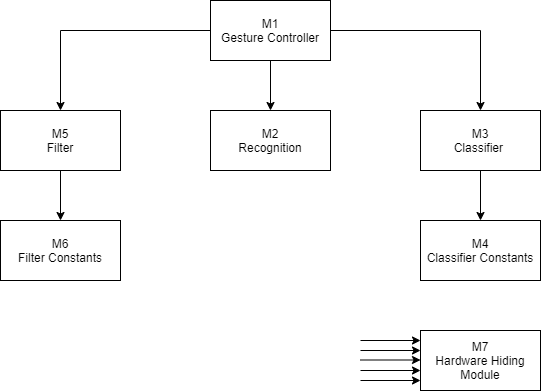 M1
Gesture Controller
M5
Filter
M2
Recognition
M3
Classifier
M6
Filter Constants
M4
Classifier Constants
M7
Hardware Hiding
Module